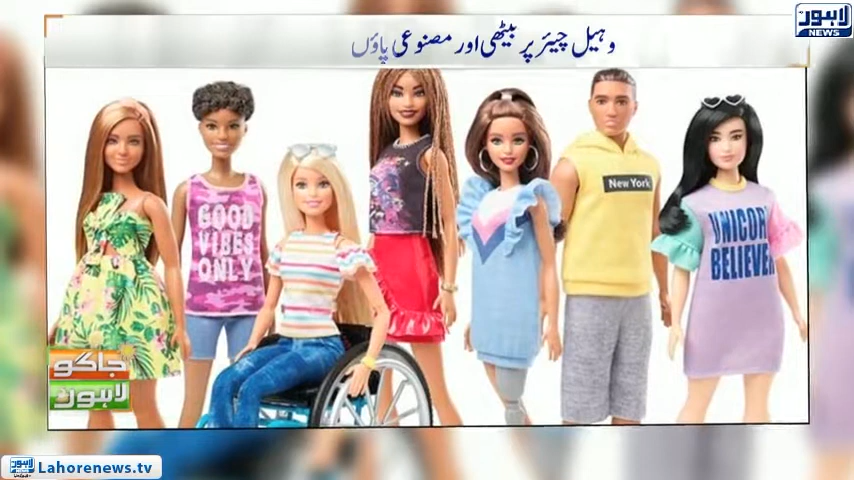 وہیل چیئر پر بیٹھی اور مصنوعی پاؤں
لاہور
NEWS
GOOD
VIBES
ONLY
New York
UNICOR
BELIEVER
جاگو
لاہور
Lahorenews.tv